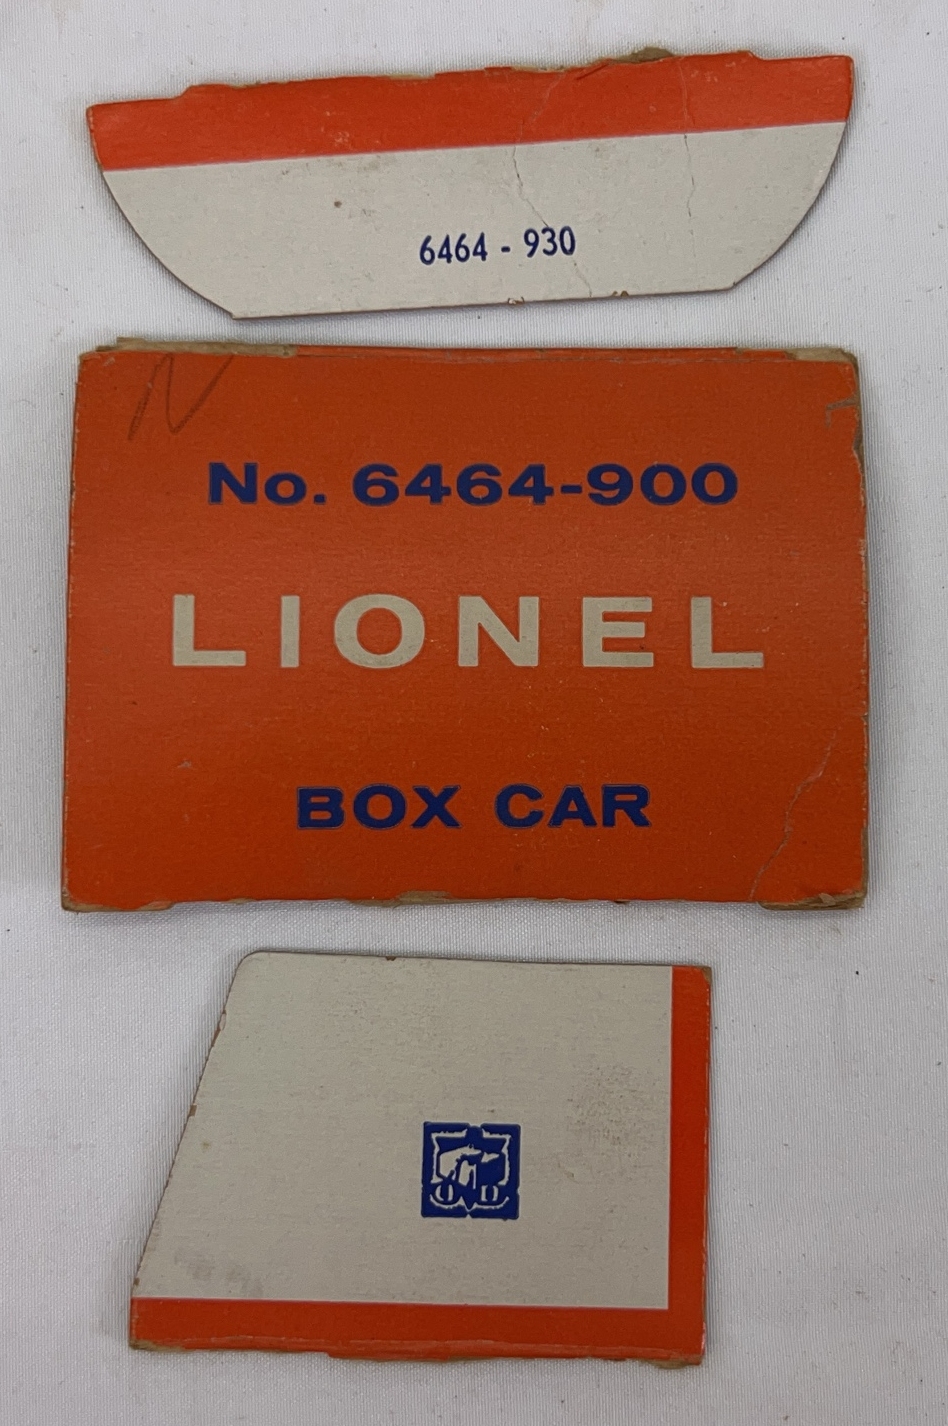 6464 - 930
No. 6464-900
LIONEL
BOX CAR